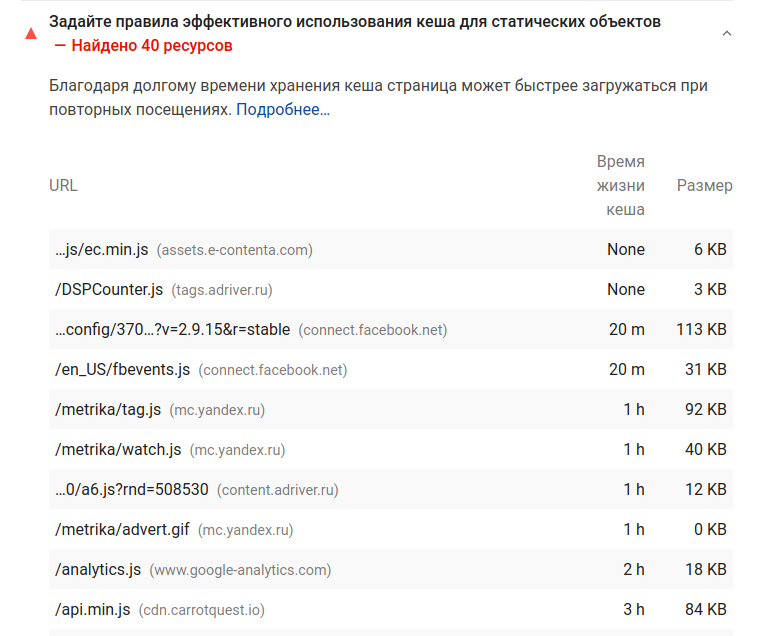 Задайте правила эффективного использования кеша для статических объектов
— Найдено 40 ресурсов
Благодаря долгому времени хранения кеша страница может быстрее загружаться при
повторных посещениях. Подробнее…
URL Время жизни кеша Размер
…js/ec.min.js (assets.e-contenta.com) None 6 KB
/DSPCounter.js (tags.adriver.ru) None 3 KB
…config/370…?v=2.9.15&r=stable (connect.facebook.net) 20 m 113 KB
/en_US/fbevents.js (connect.facebook.net) 20 m 31 KB
/metrika/tag.js (mc.yandex.ru) 1 h 92 KB
/metrika/watch.js (mc.yandex.ru) 1 h 40 KB
…0/a6.js?rnd=508530 (content.adriver.ru) 1 h 12 KB
/metrika/advert.gif (mc.yandex.ru) 1 h 0 KB
/analytics.js (www.google-analytics.com) 2 h 18 KB
/api.min.js (cdn.carrotquest.io) 3 h 84 KB